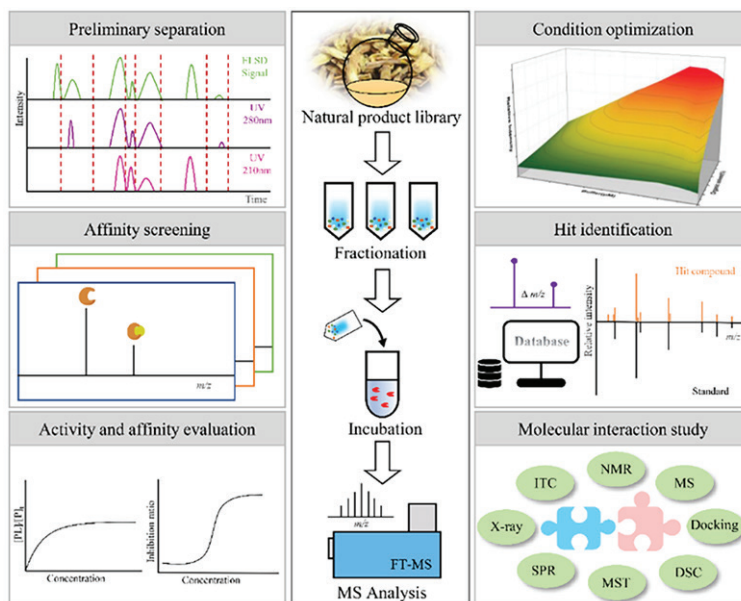 Preliminary separation
ELSD
Signal
UV
280nm
UV
210nm
Intensity
Time
Affinity screening
m/z
Activity and affinity evaluation
[PL]/[P]t
Concentration
Inhibition ratio
Concentration
Natural product library
Fractionation
Incubation
m/z
FT-MS
MS Analysis
Condition optimization
Hit identification
Δ m/z
Database
Relative intensity
Hit compound
m/z
Standard
Molecular interaction study
ITC
NMR
MS
X-ray
Docking
SPR
MST
DSC